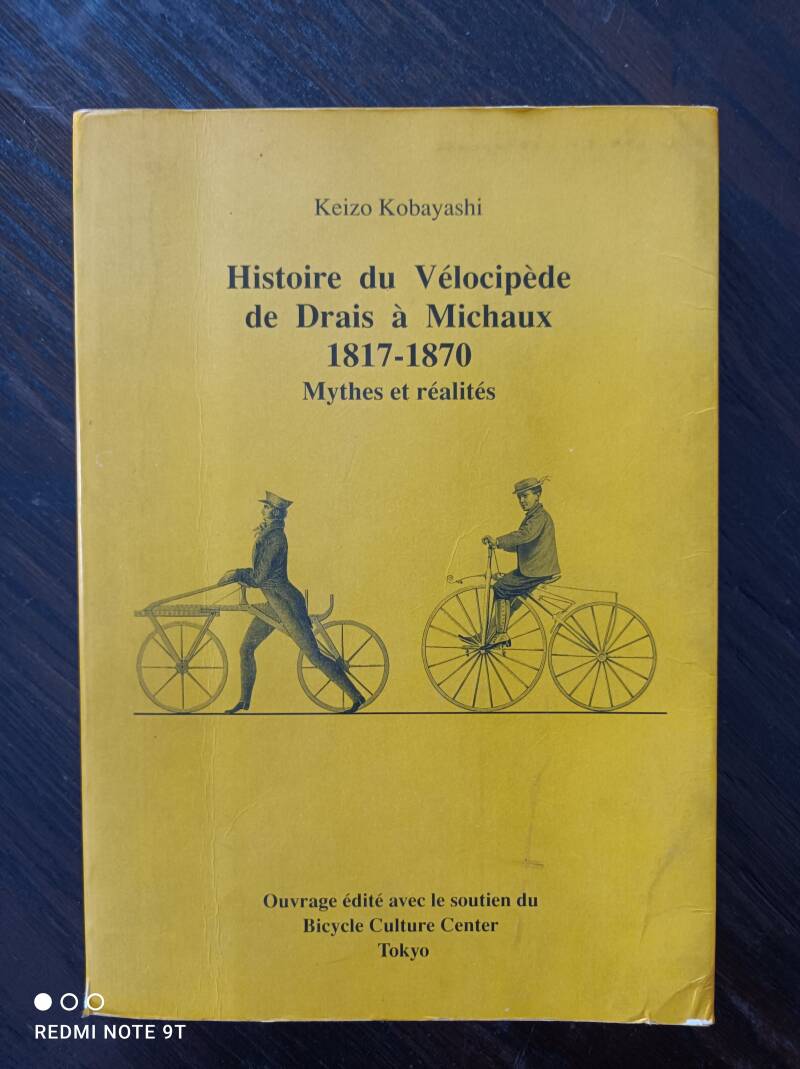 Keizo Kobayashi
Histoire du Vélocipède
de Drais à Michaux
1817-1870
Mythes et réalités
Ouvrage édité avec le soutien du
Bicycle Culture Center
Tokyo
REDMI NOTE 9T